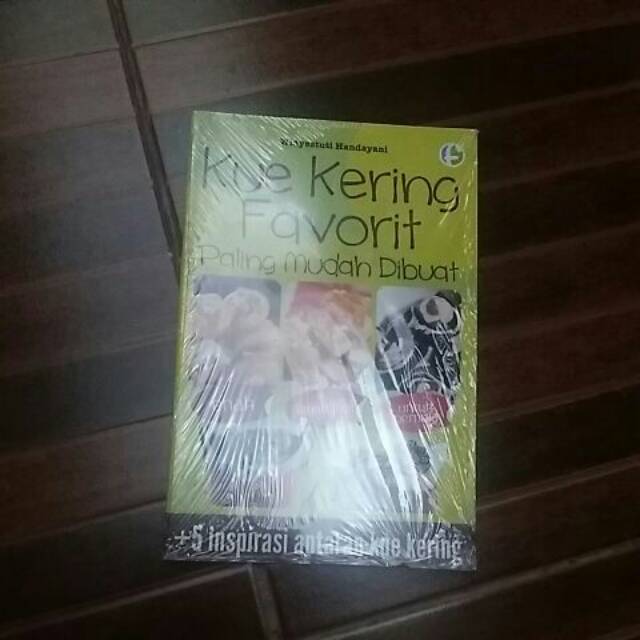 Handayani
Kue Kering
Favorit
Paling Mudah Dibuat
+5 inspirasi antaran kue kering